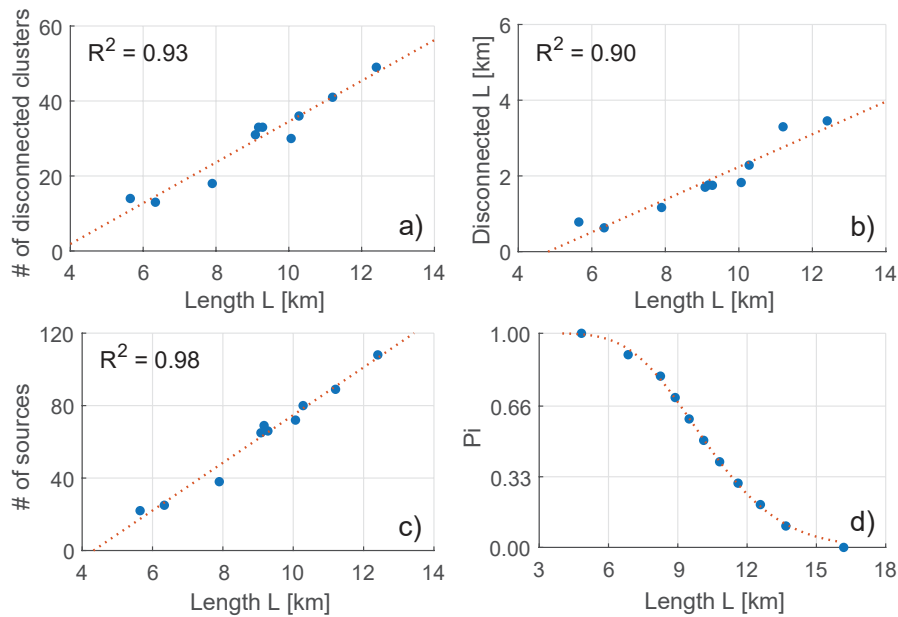 R² = 0.93
60
40
20
0
# of disconnected clusters
4 6 8 10 12 14
Length L [km]
a)
R² = 0.90
6
4
2
0
Disconnected L [km]
4 6 8 10 12 14
Length L [km]
b)
R² = 0.98
120
80
40
0
# of sources
4 6 8 10 12 14
Length L [km]
c)
1.00
0.66
0.33
0.00
Pi
3 6 9 12 15 18
Length L [km]
d)